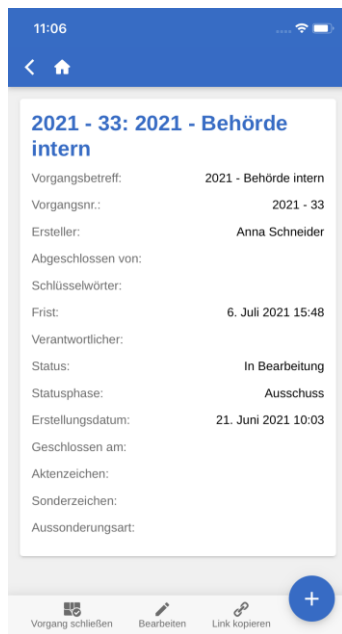 11:06
2021 - 33: 2021 - Behörde
intern
Vorgangsbetreff: 2021 - Behörde intern
Vorgangsnr.: 2021 - 33
Ersteller: Anna Schneider
Abgeschlossen von:
Schlüsselwörter:
Frist: 6. Juli 2021 15:48
Verantwortlicher:
Status: In Bearbeitung
Statusphase: Ausschuss
Erstellungsdatum: 21. Juni 2021 10:03
Geschlossen am:
Aktenzeichen:
Sonderzeichen:
Aussonderungsart:
Vorgang schließen Bearbeiten Link kopieren